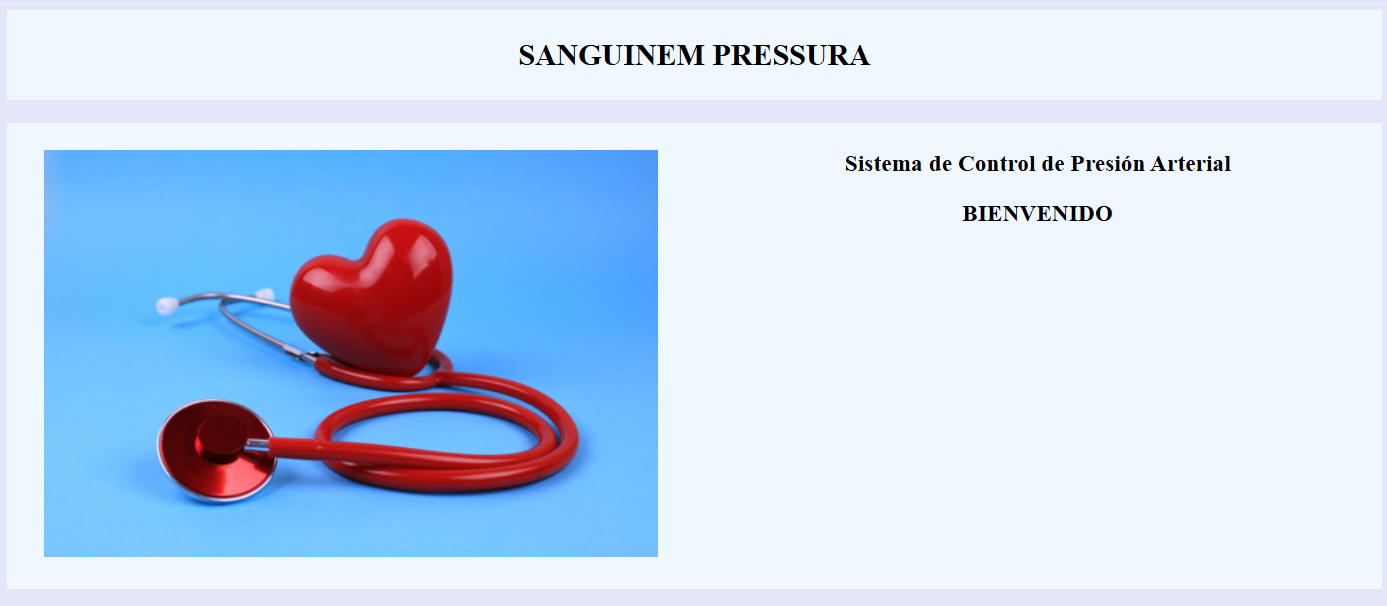 SANGUINEM PRESSURA
Sistema de Control de Presión Arterial
BIENVENIDO